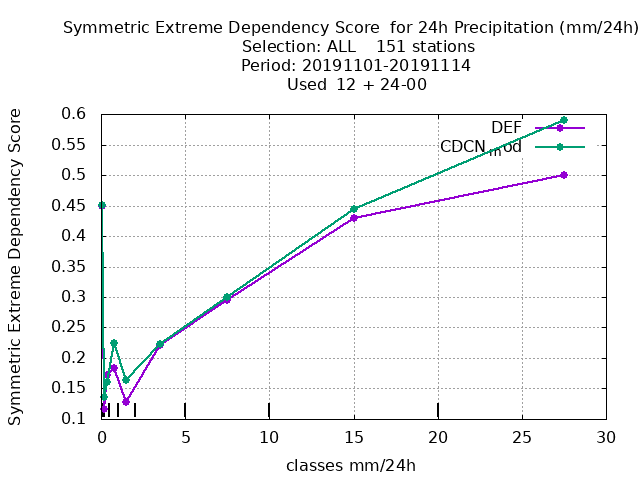 Symmetric Extreme Dependency Score  for 24h Precipitation (mm/24h)
Selection: ALL    151 stations
Period: 20191101-20191114
Used  12 + 24-00
Symmetric Extreme Dependency Score
0.6
0.55
0.5
0.45
0.4
0.35
0.3
0.25
0.2
0.15
0.1
DEF
CDCN_mod
0 5 10 15 20 25 30
classes mm/24h